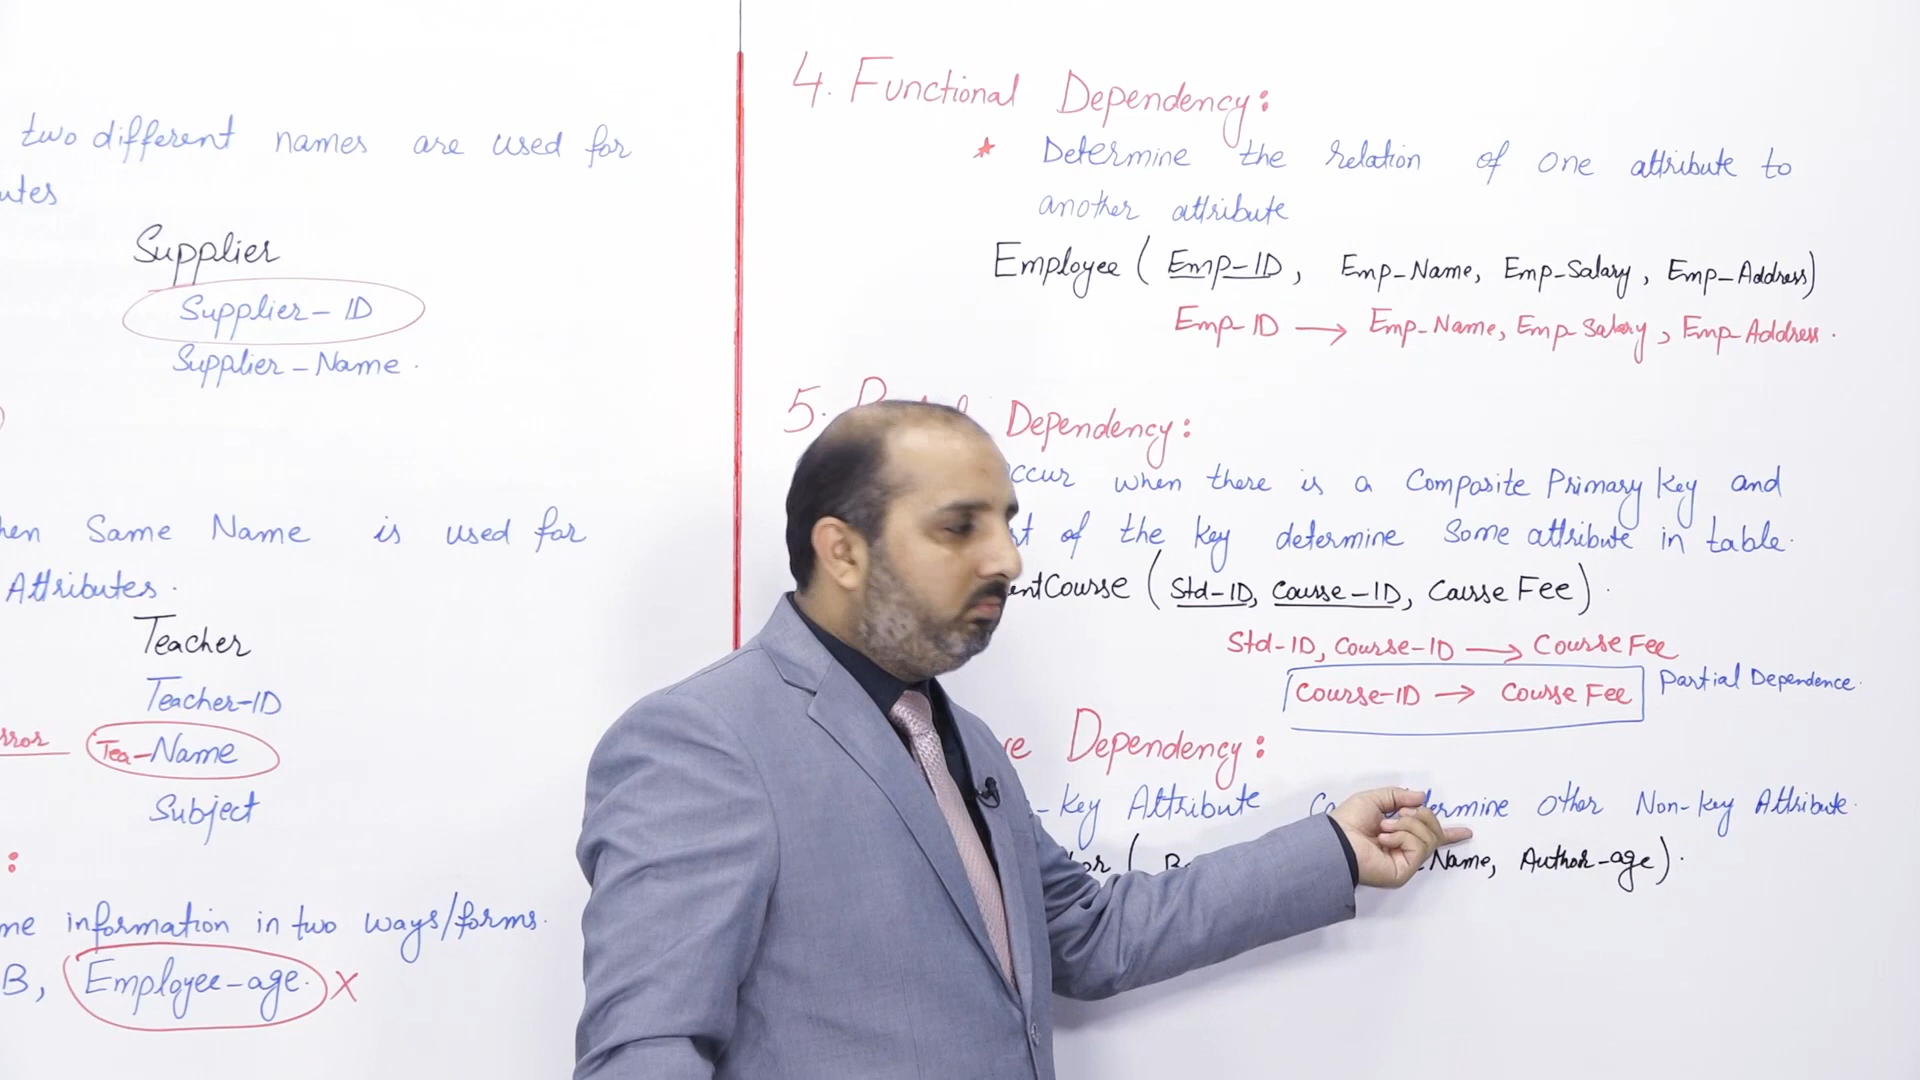 two different names are used for
utes
Supplier
Supplier-ID
Supplier-Name.
hen Same Name is used for
Attributes.
Teacher
Teacher-ID
rror
Tea-Name
Subject
:
me information in two ways/forms.
B, Employee-age. X
4. Functional Dependency:
* Determine the relation of one attribute to
another attribute
Employee ( Emp-ID, Emp-Name, Emp-Salary, Emp-Address)
Emp-ID → Emp-Name, Emp-Salary, Emp-Address.
5. Dependency:
ccur when there is a Composite Primary key and
rt of the key determine Some attribute in table.
entCourse (Std-ID, Course-ID, Course Fee).
Std-ID, Course-ID → Course Fee
Course-ID → Course Fee Partial Dependence.
ve Dependency:
-Key Attribute ermine other Non-key Attribute.
or ( B Name, Author-age).